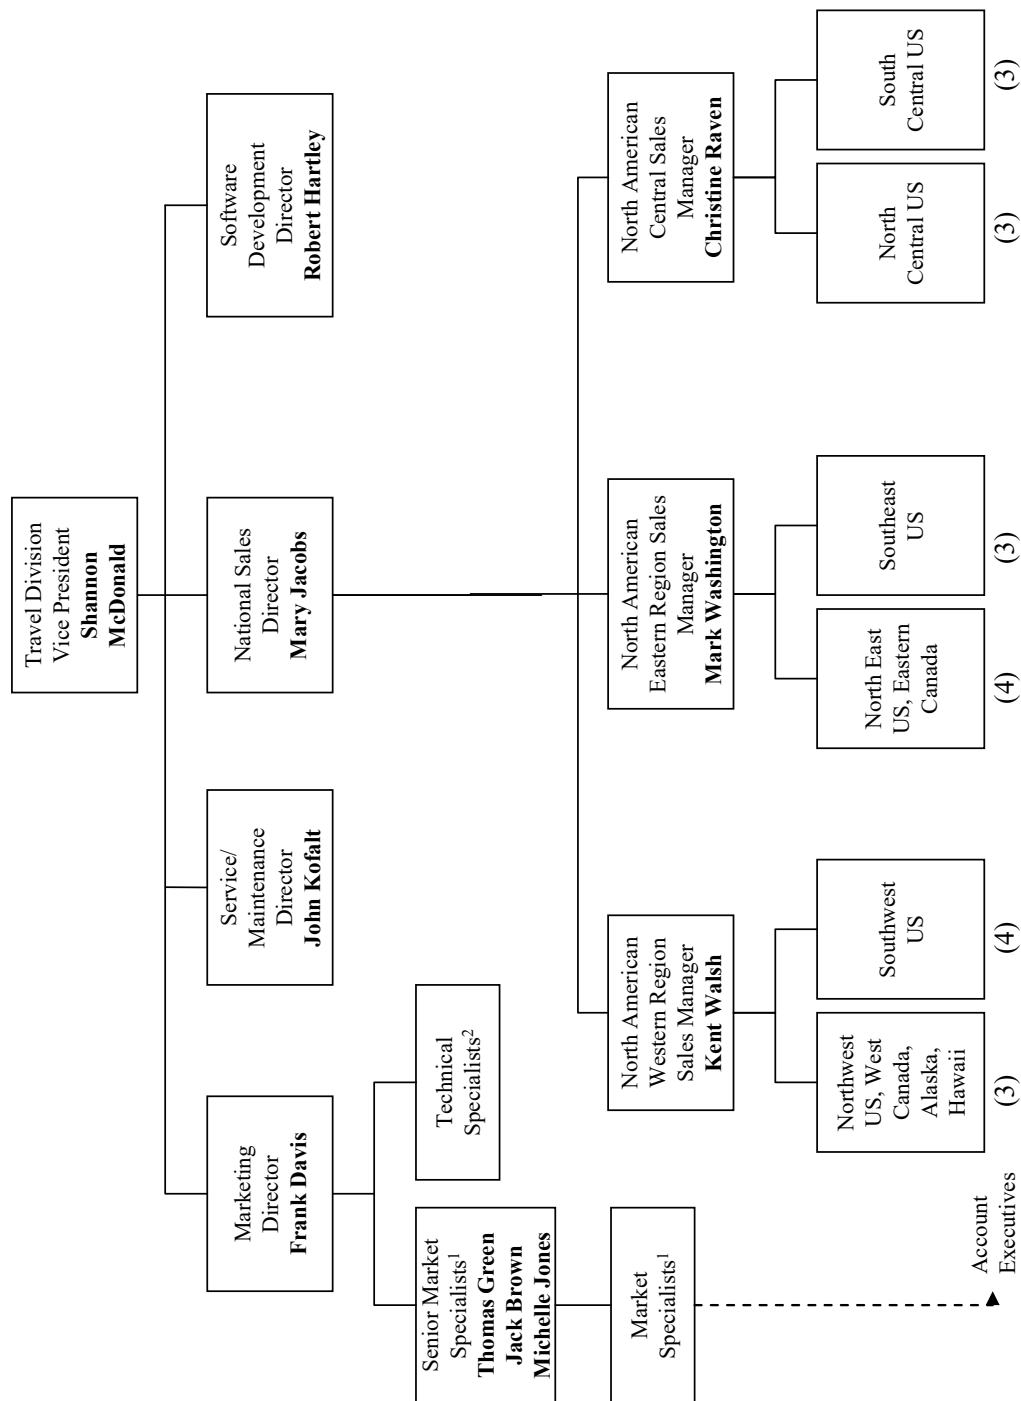 Travel Division
Vice President
Shannon
McDonald
Marketing
Director
Frank Davis
Service/
Maintenance
Director
John Kofalt
National Sales
Director
Mary Jacobs
Software
Development
Director
Robert Hartley
Senior Market
Specialists1
Thomas Green
Jack Brown
Michelle Jones
Technical
Specialists2
Market
Specialists1
North American
Western Region
Sales Manager
Kent Walsh
North American
Eastern Region Sales
Manager
Mark Washington
North American
Central Sales
Manager
Christine Raven
Northwest
US, West
Canada,
Alaska,
Hawaii
Southwest
US
North East
US, Eastern
Canada
Southeast
US
North
Central US
South
Central US
Account
Executives
(3)
(4)
(4)
(3)
(3)
(3)